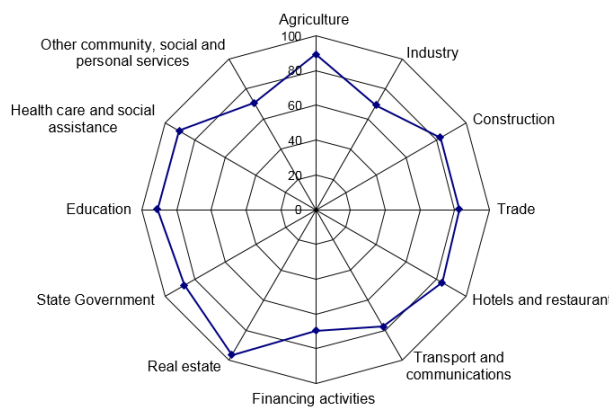 Agriculture
Other community, social and
personal services
Industry
Health care and social
assistance
Construction
Education
Trade
State Government
Hotels and restaurant
Real estate
Transport and
communications
Financing activities
100
80
60
40
20
0